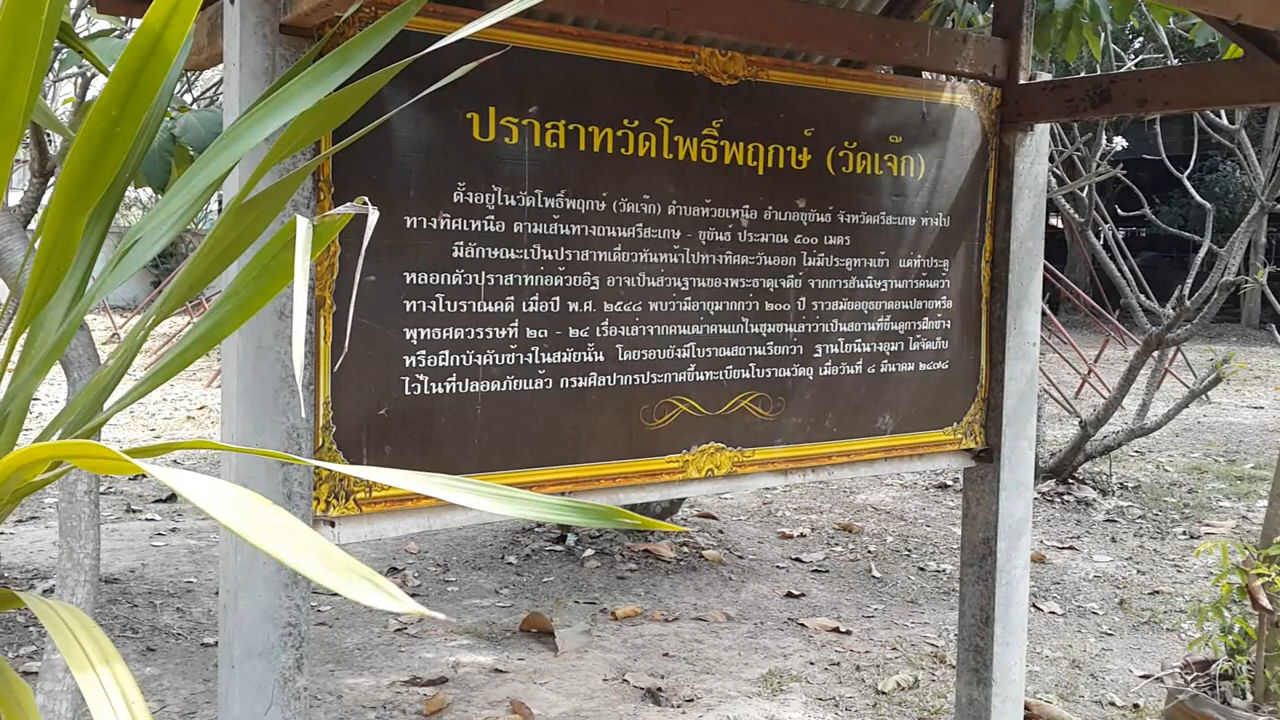 ปราสาทวัดโพธิ์พฤกษ์ (วัดเจ๊ก)
ตั้งอยู่ในวัดโพธิ์พฤกษ์ (วัดเจ๊ก) ตำบลห้วยเหนือ อำเภอขุขันธ์ จังหวัดศรีสะเกษ ห่างไป
ทางทิศเหนือ ตามเส้นทางถนนศรีสะเกษ - ขุขันธ์ ประมาณ ๕๐๐ เมตร
มีลักษณะเป็นปราสาทเดี่ยวหันหน้าไปทางทิศตะวันออก ไม่มีประตูทางเข้า แต่ทำประตู
หลอกตัวปราสาทก่อด้วยอิฐ อาจเป็นส่วนฐานของพระธาตุเจดีย์ จากการสันนิษฐานการค้นคว้า
ทางโบราณคดี เมื่อปี พ.ศ. ๒๕๔๘ พบว่ามีอายุมากกว่า ๒๐๐ ปี ราวสมัยอยุธยาตอนปลายหรือ
พุทธศตวรรษที่ ๒๓ - ๒๔ เรื่องเล่าจากคนเฒ่าคนแก่ในชุมชนเล่าว่าเป็นสถานที่ขึ้นดูการฝึกช้าง
หรือฝึกบังคับช้างในสมัยนั้น โดยรอบยังมีโบราณสถานเรียกว่า ฐานโยนีนางอุมา ได้จัดเก็บ
ไว้ในที่ปลอดภัยแล้ว กรมศิลปากรประกาศขึ้นทะเบียนโบราณวัตถุ เมื่อวันที่ ๘ มีนาคม ๒๔๗๘